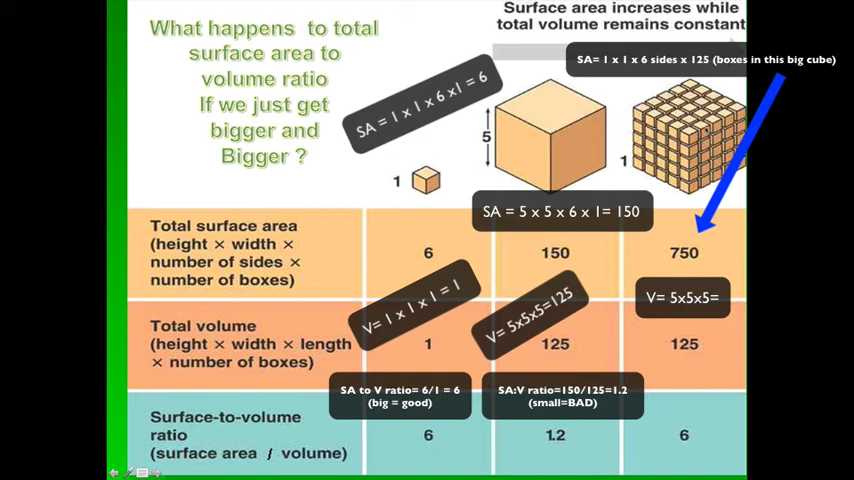 What happens to total
surface area to
volume ratio
If we just get
bigger and
Bigger ?
Surface area increases while
total volume remains constant
SA= 1 x 1 x 6 sides x 125 (boxes in this big cube)
SA = 1 x 1 x 6 x1 = 6
5
1
1
SA = 5 x 5 x 6 x 1= 150
Total surface area
(height × width ×
number of sides ×
number of boxes)
6
150
750
V= 1 x 1 x 1 = 1
V= 5x5x5=125
V= 5x5x5=
Total volume
(height × width × length
× number of boxes)
1
125
125
SA to V ratio= 6/1 = 6
(big = good)
SA:V ratio=150/125=1.2
(small=BAD)
Surface-to-volume
ratio
(surface area / volume)
6
1.2
6